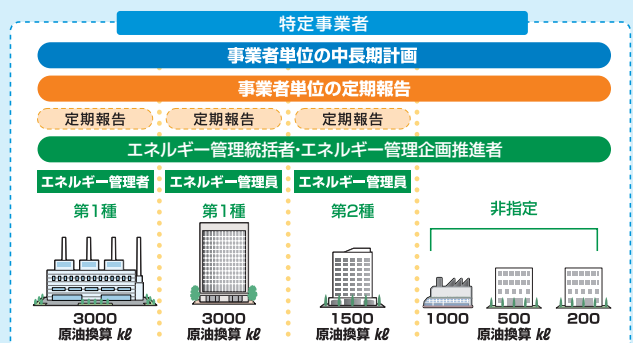 特定事業者
事業者単位の中長期計画
事業者単位の定期報告
定期報告 定期報告 定期報告
エネルギー管理統括者・エネルギー管理企画推進者
エネルギー管理者 エネルギー管理員 エネルギー管理員
第1種 第1種 第2種 非指定
3000 3000 1500 1000 500 200
原油換算 kℓ 原油換算 kℓ 原油換算 kℓ 原油換算 kℓ